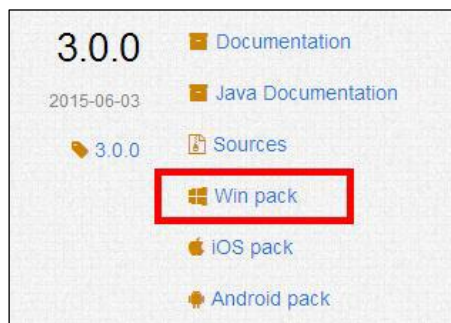 3.0.0
2015-06-03
3.0.0
Documentation
Java Documentation
Sources
Win pack
iOS pack
Android pack